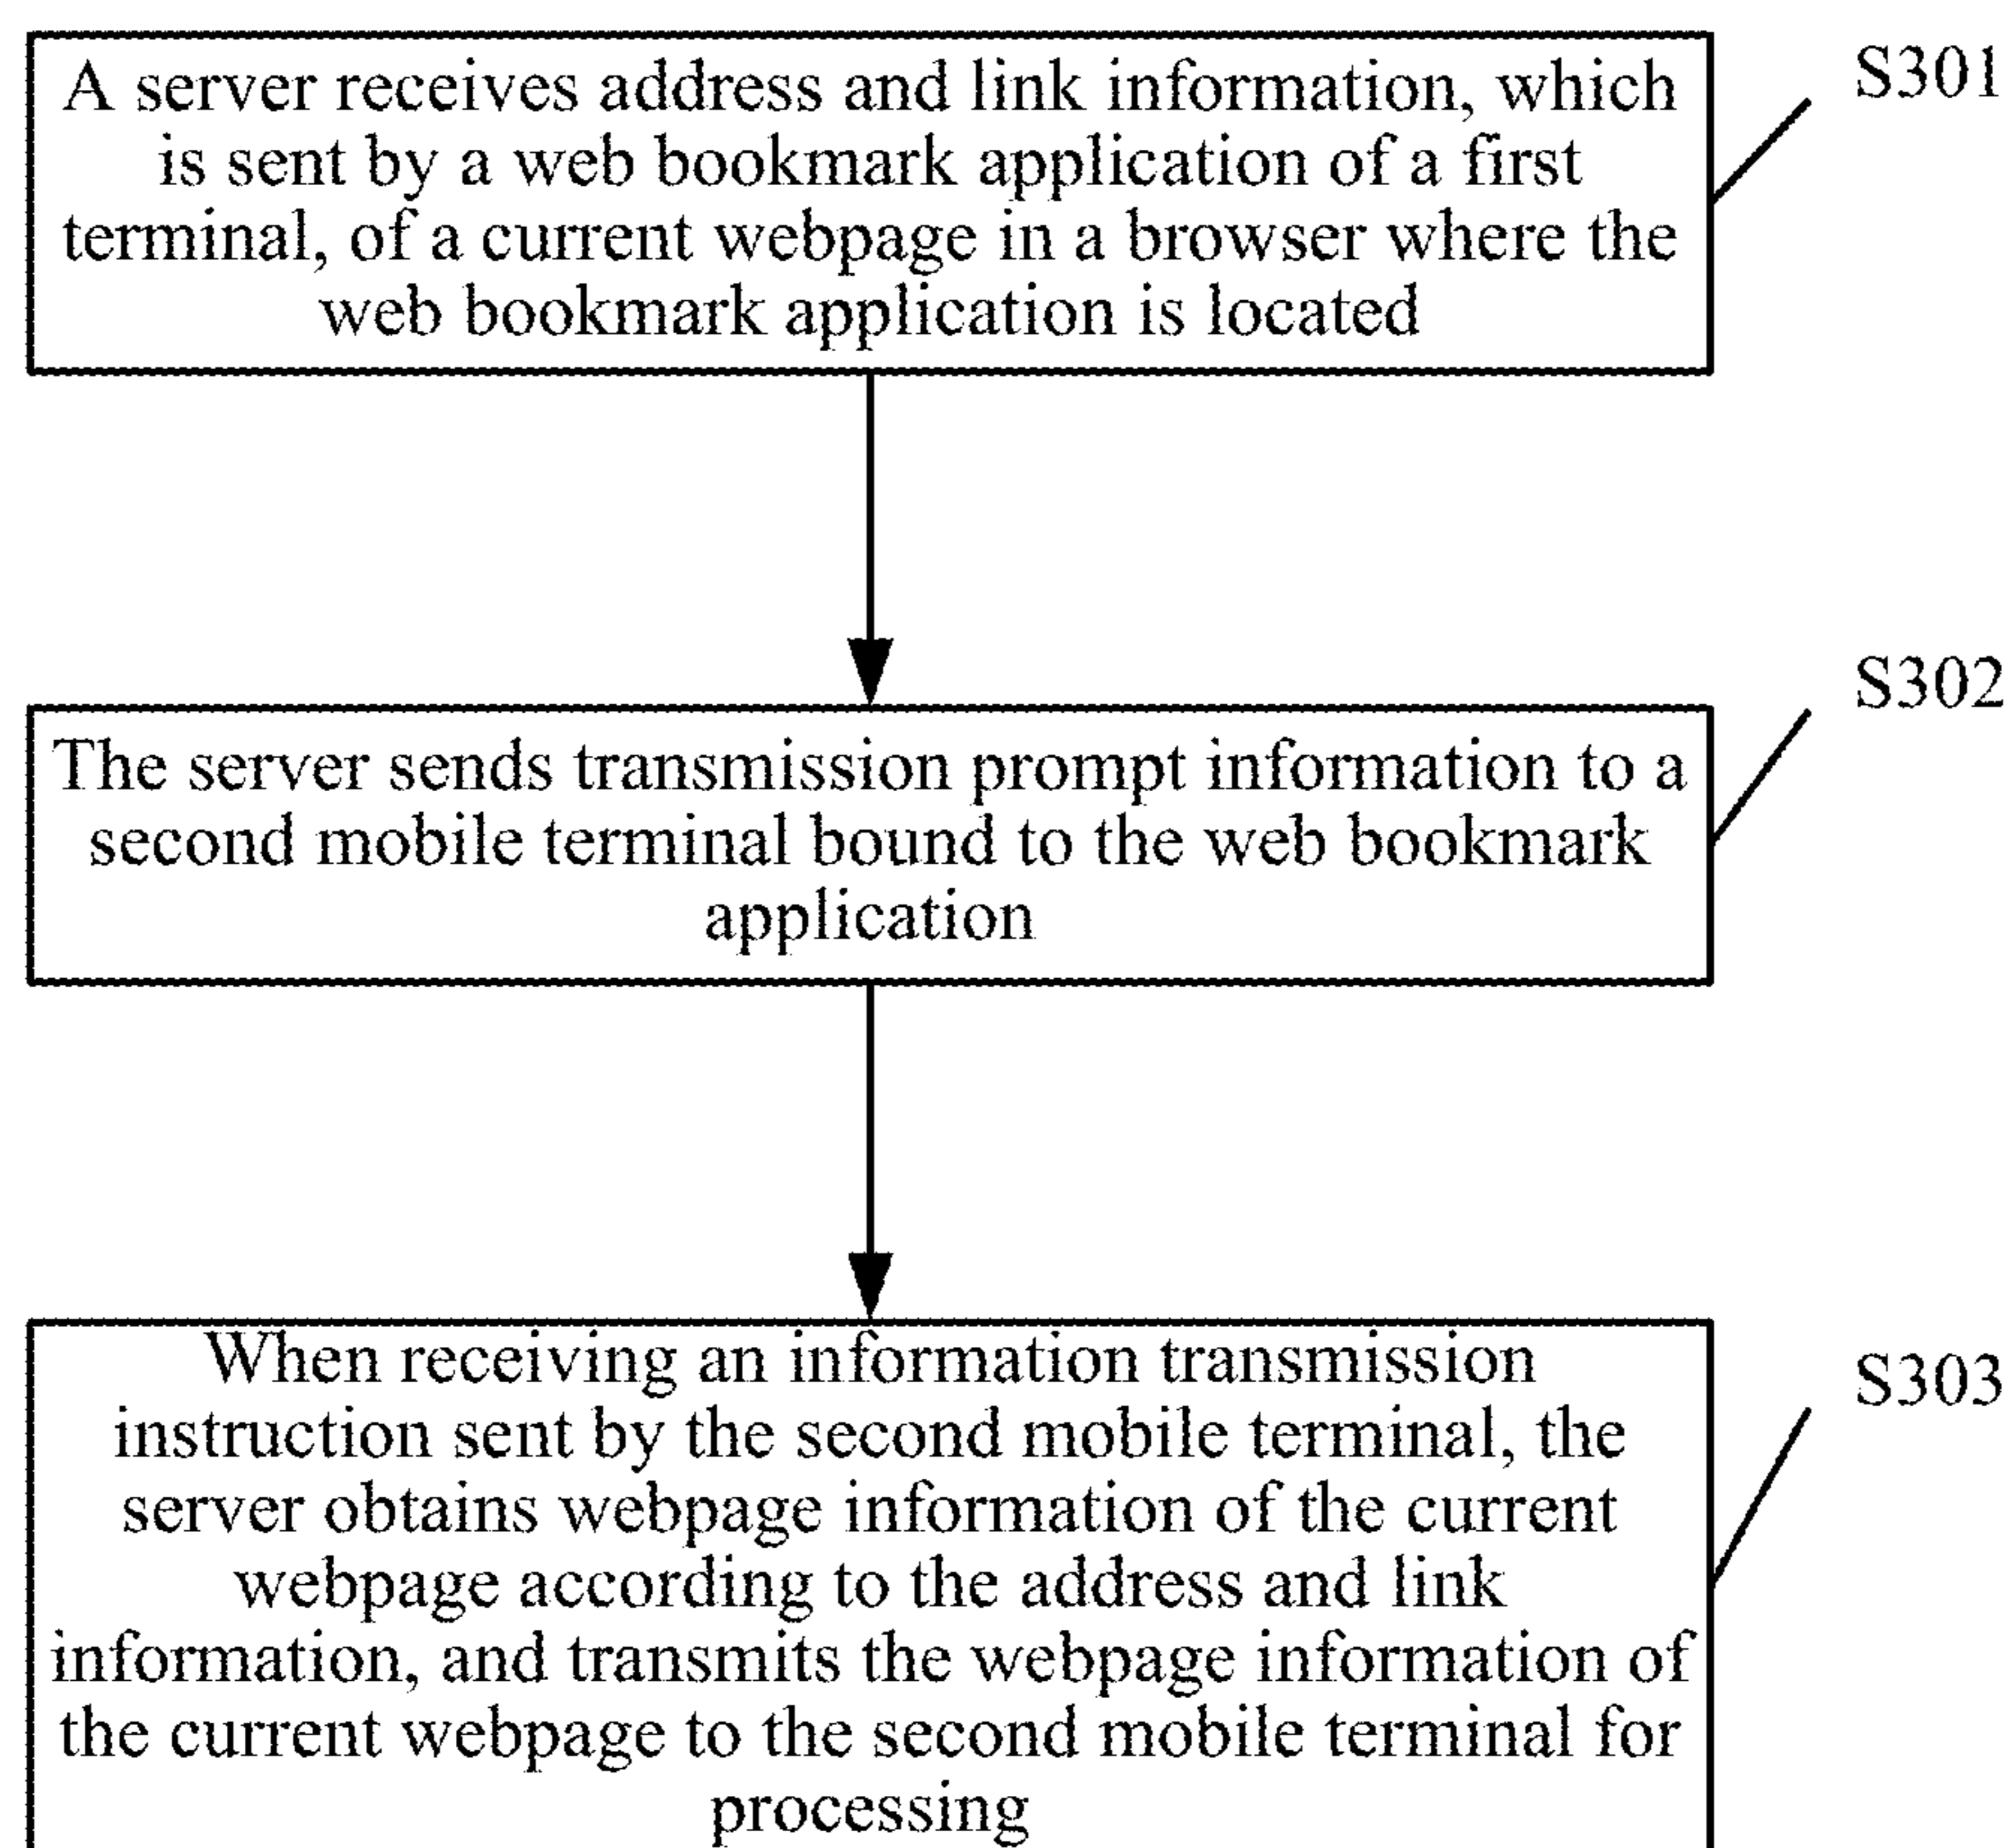 A server receives address and link information, which
is sent by a web bookmark application of a first
terminal, of a current webpage in a browser where the
web bookmark application is located
S301
The server sends transmission prompt information to a
second mobile terminal bound to the web bookmark
application
S302
When receiving an information transmission
instruction sent by the second mobile terminal, the
server obtains webpage information of the current
webpage according to the address and link
information, and transmits the webpage information of
the current webpage to the second mobile terminal for
processing
S303